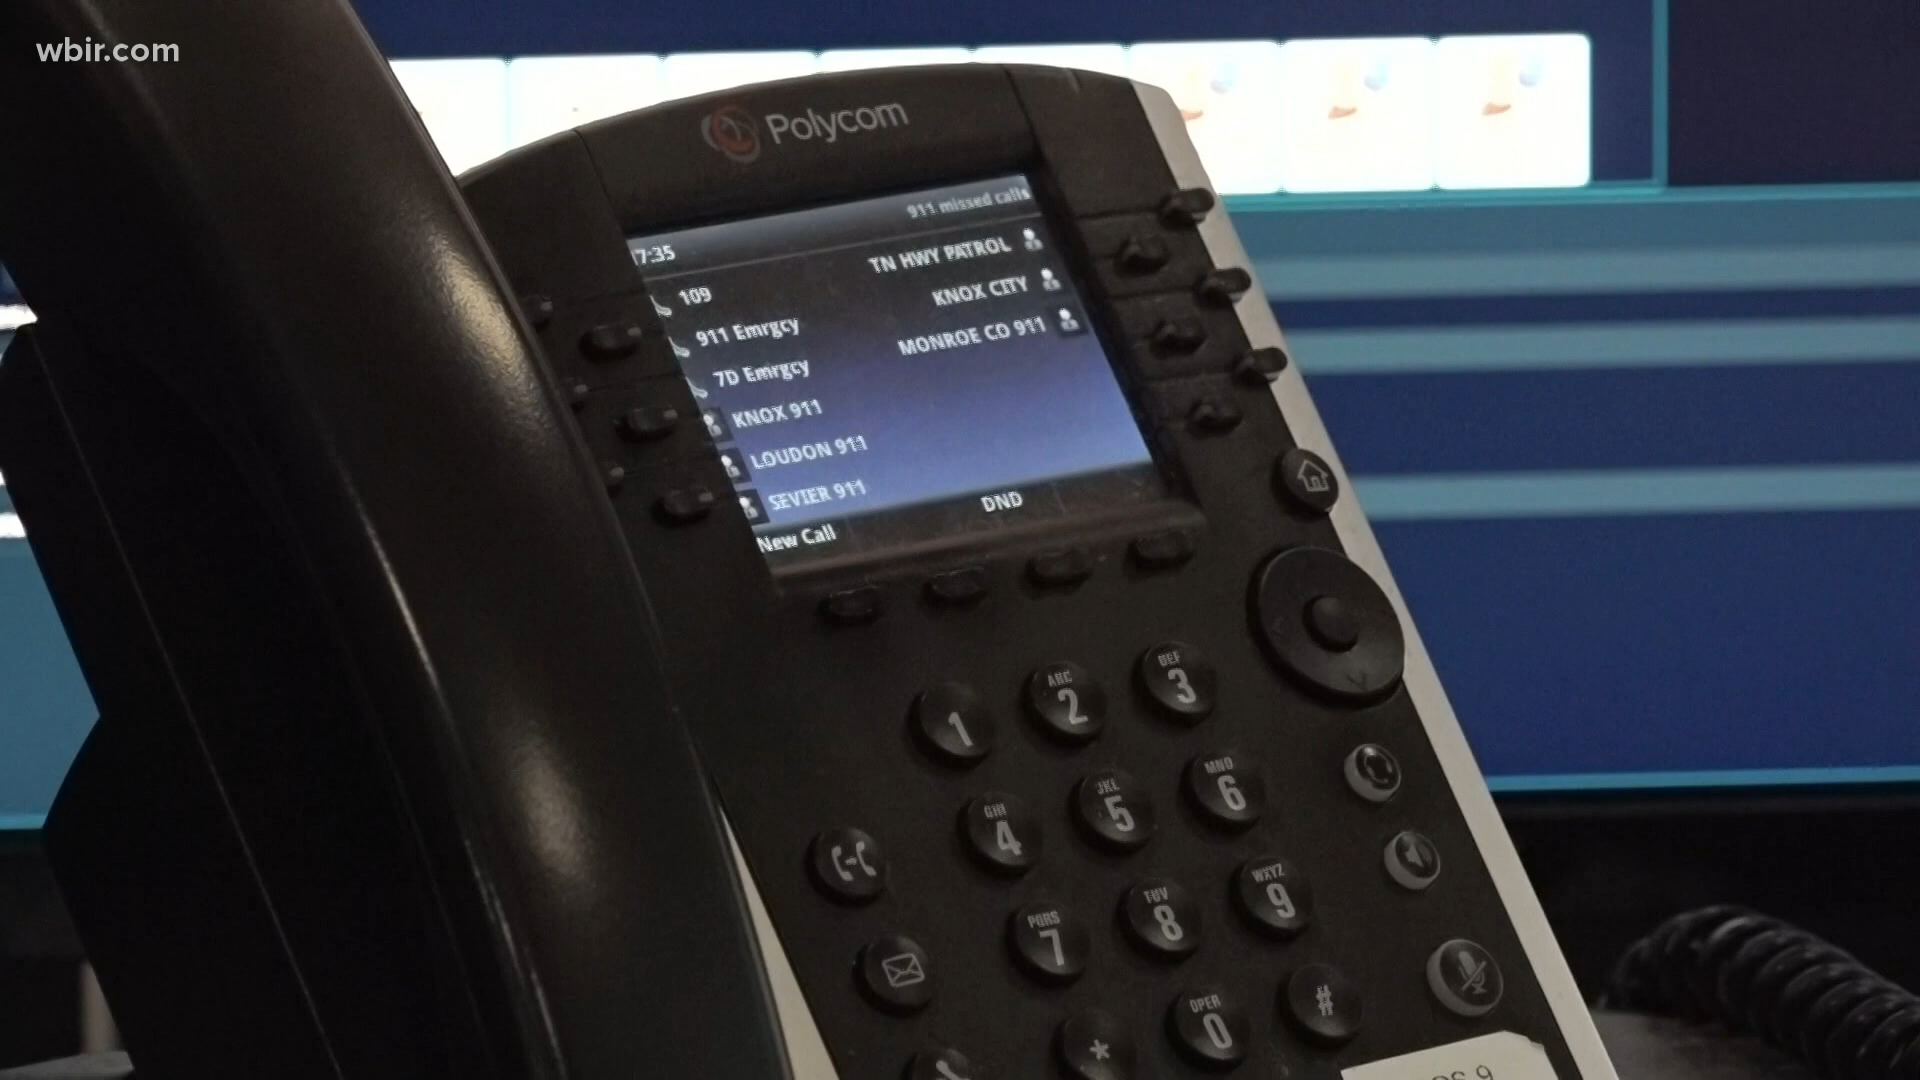 wbir.com
Polycom
911 missed calls
7:35
TN HWY PATROL
109
KNOX CITY
911 Emrgcy
MONROE CO 911
7D Emrgcy
KNOX 911
LOUDON 911
SEVIER 911
New Call
DND
1
ABC
2
DEF
3
GHI
4
JKL
5
MNO
6
PQRS
7
TUV
8
WXYZ
9
*
OPER
0
#